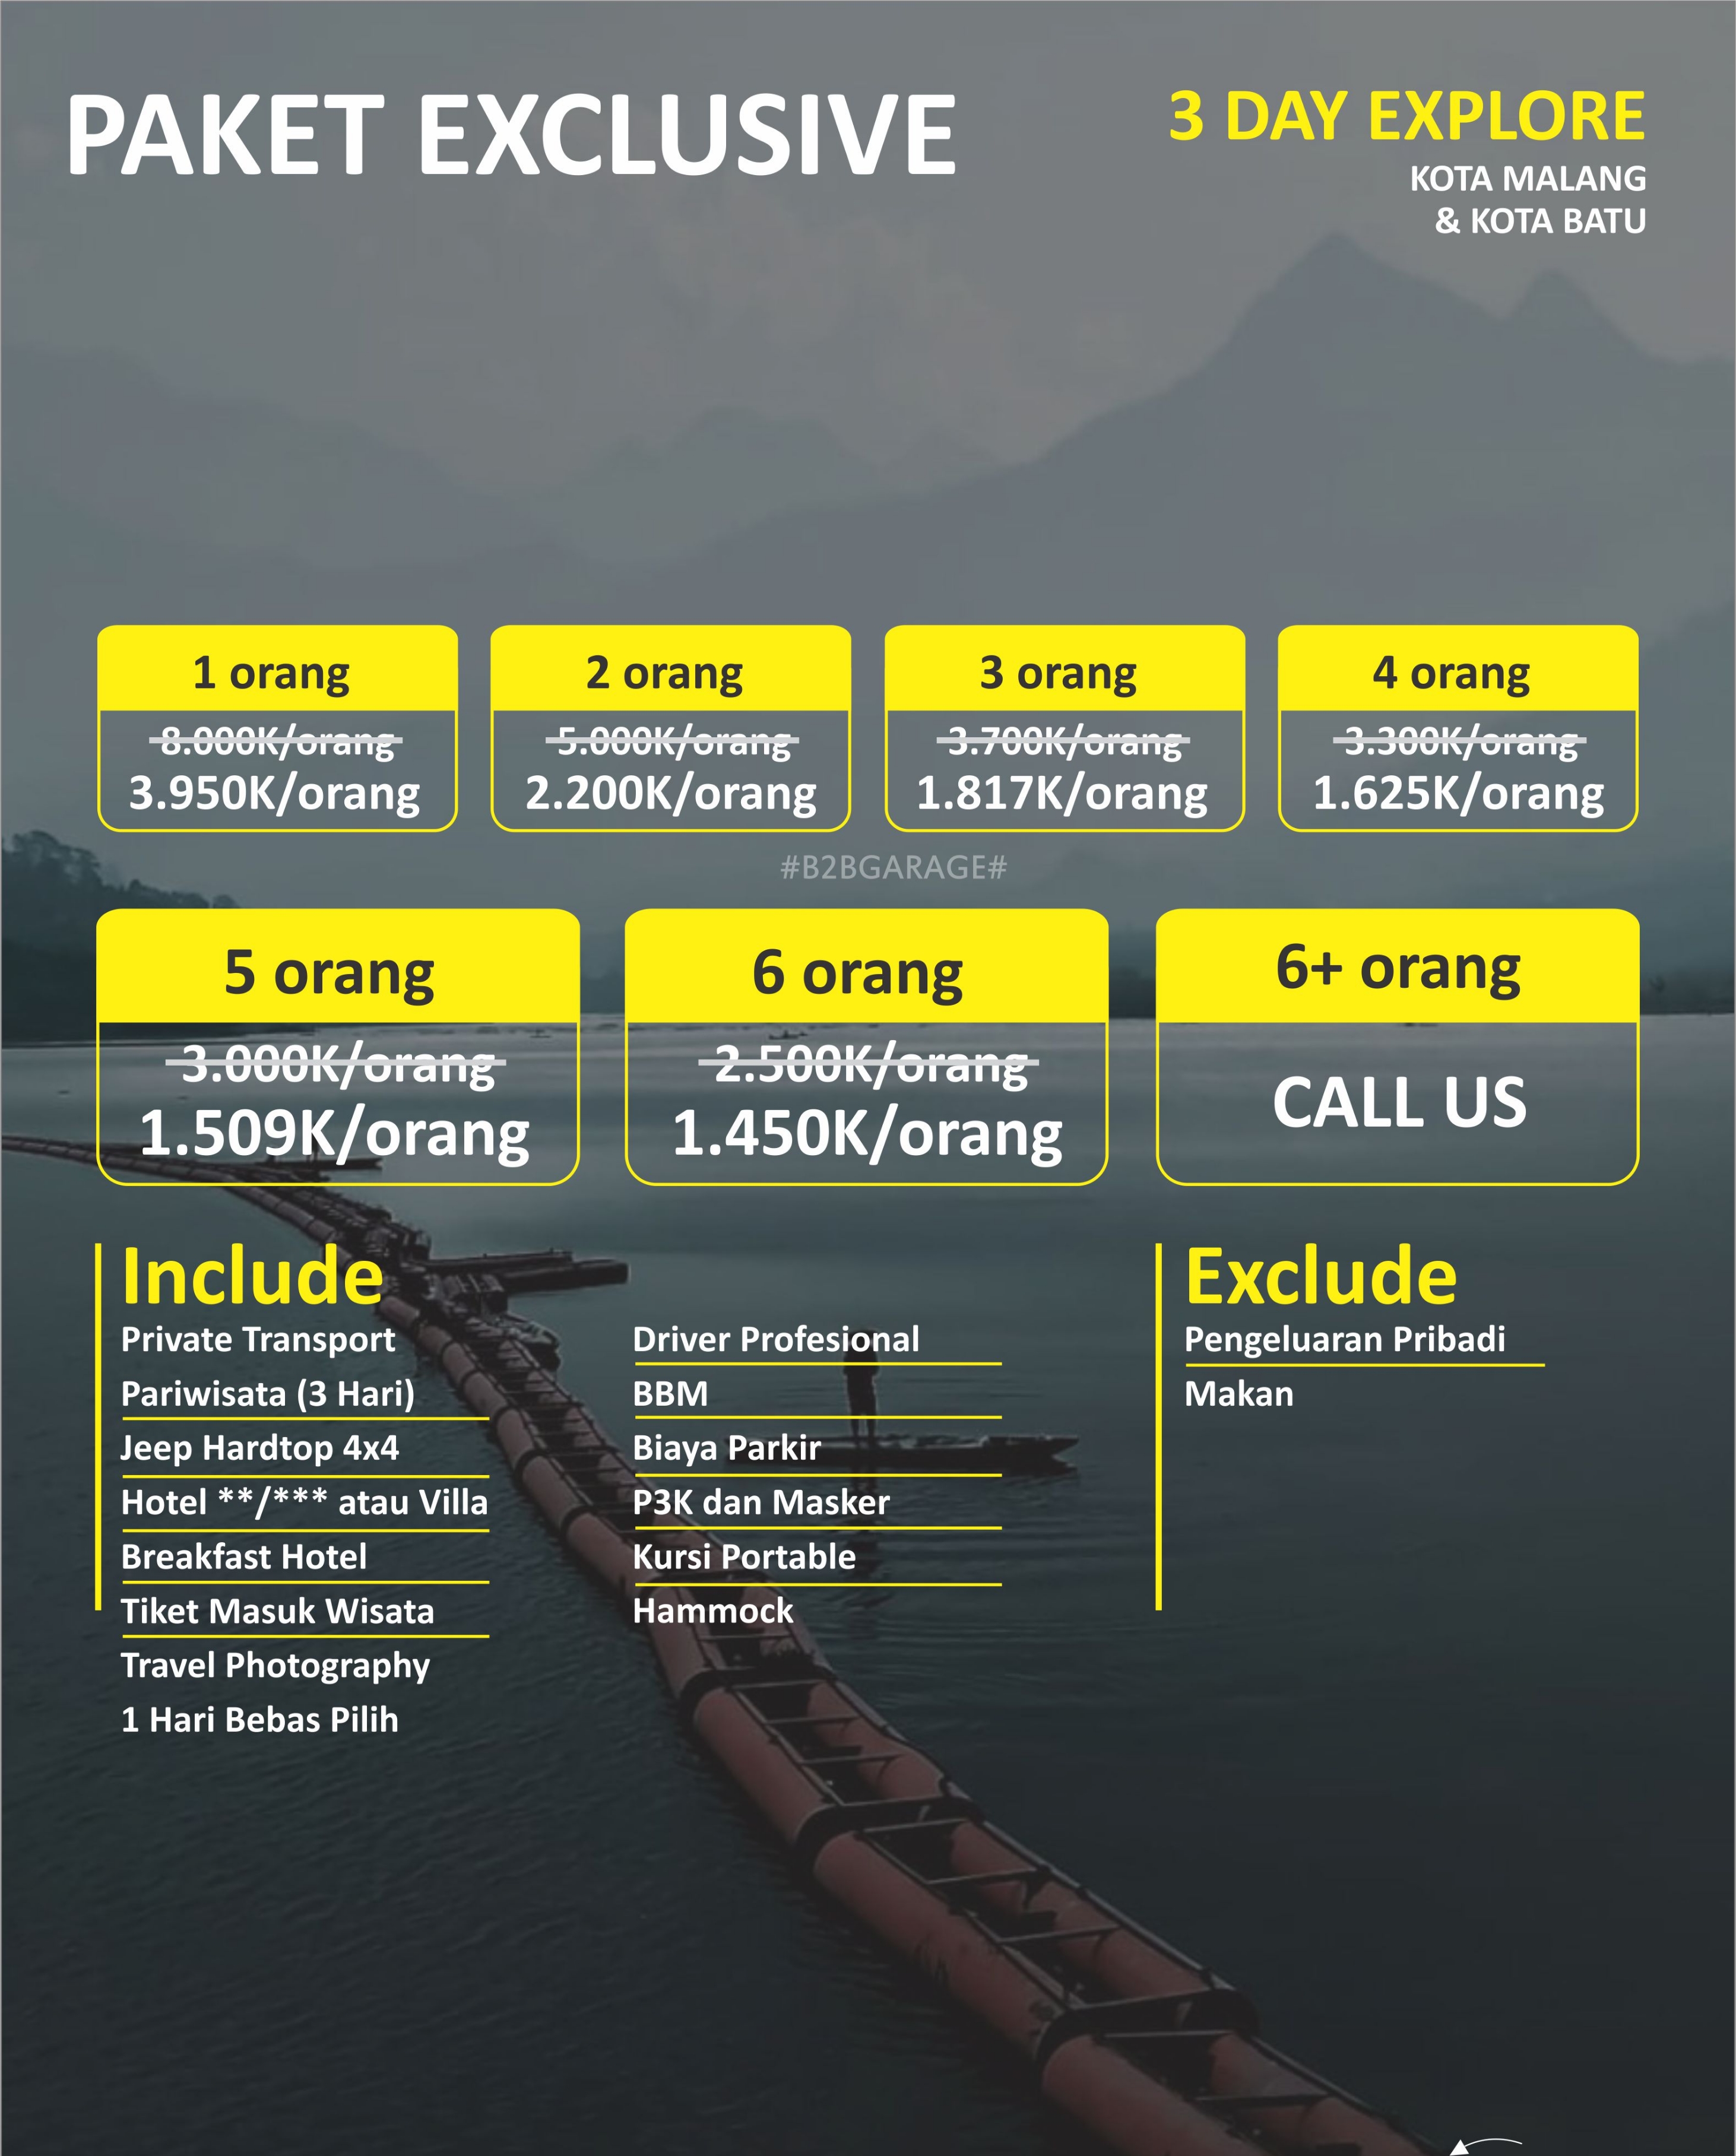 PAKET EXCLUSIVE
3 DAY EXPLORE
KOTA MALANG
& KOTA BATU
1 orang
8.000K/orang
3.950K/orang
2 orang
5.000K/orang
2.200K/orang
3 orang
3.700K/orang
1.817K/orang
4 orang
3.300K/orang
1.625K/orang
#B2BGARAGE#
5 orang
3.000K/orang
1.509K/orang
6 orang
2.500K/orang
1.450K/orang
6+ orang
CALL US
Include
Private Transport
Pariwisata (3 Hari)
Jeep Hardtop 4x4
Hotel **/*** atau Villa
Breakfast Hotel
Tiket Masuk Wisata
Travel Photography
1 Hari Bebas Pilih
Driver Profesional
BBM
Biaya Parkir
P3K dan Masker
Kursi Portable
Hammock
Exclude
Pengeluaran Pribadi
Makan